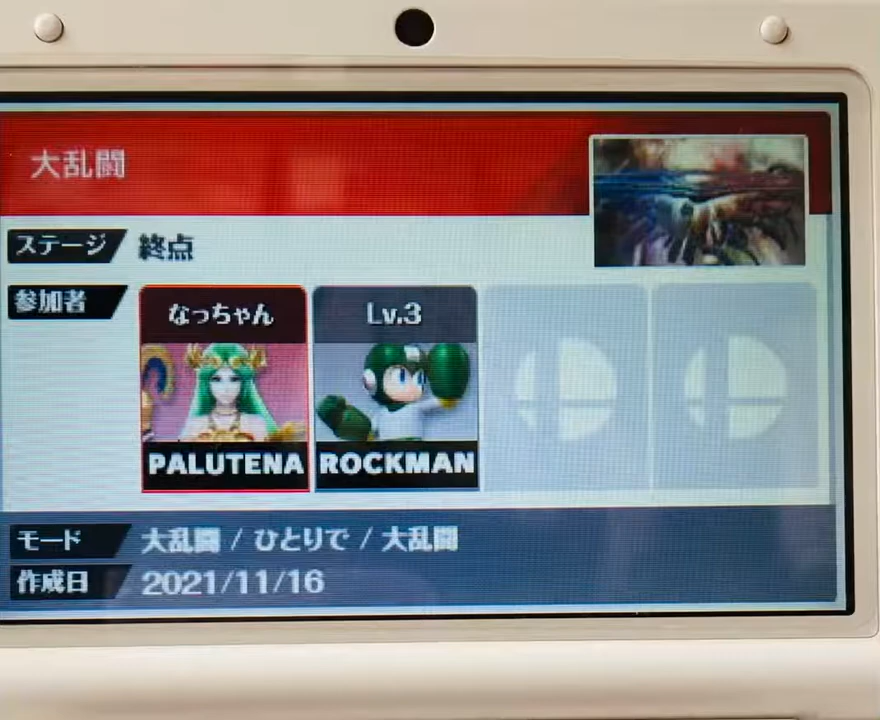 大乱闘
ステージ 終点
参加者
なっちゃん Lv.3
PALUTENA ROCKMAN
モード 大乱闘 / ひとりで / 大乱闘
作成日 2021/11/16